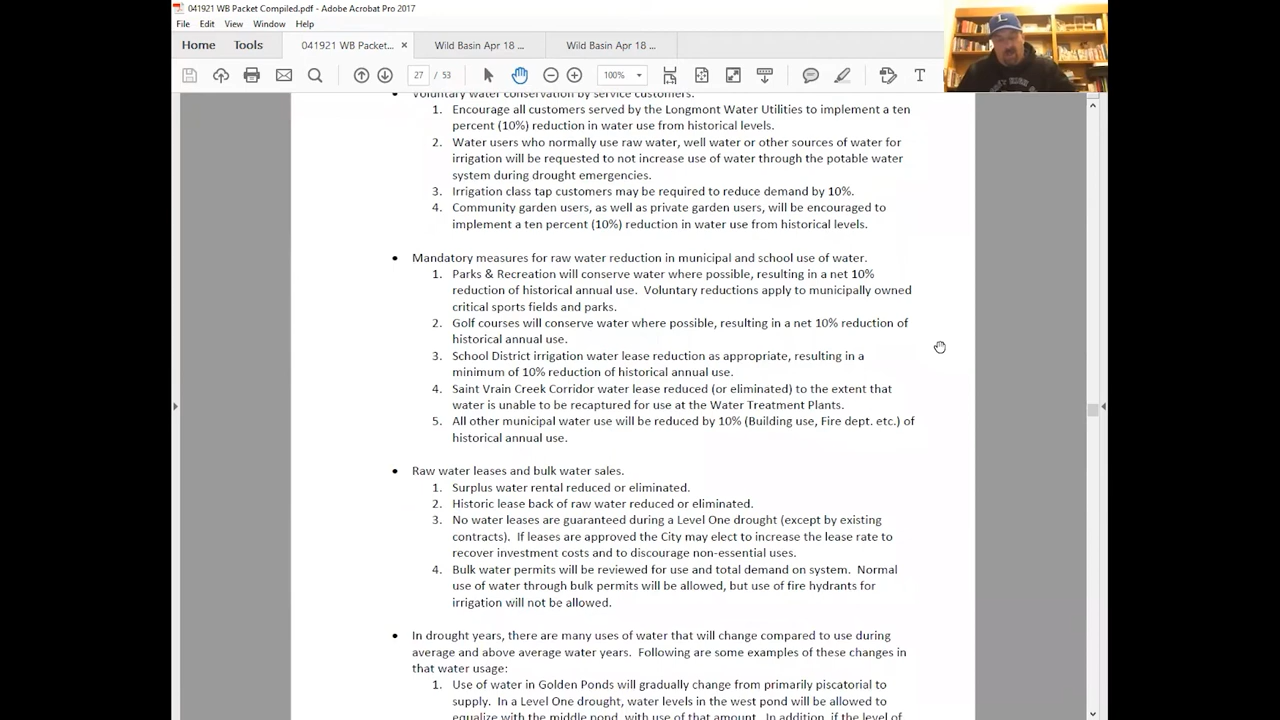 041921 WB Packet Compiled.pdf - Adobe Acrobat Pro 2017
File Edit View Window Help
Home Tools 041921 WB Packet... × Wild Basin Apr 18 ... Wild Basin Apr 18 ...
27 / 53 100%
Voluntary water conservation by service customers.
1. Encourage all customers served by the Longmont Water Utilities to implement a ten
percent (10%) reduction in water use from historical levels.
2. Water users who normally use raw water, well water or other sources of water for
irrigation will be requested to not increase use of water through the potable water
system during drought emergencies.
3. Irrigation class tap customers may be required to reduce demand by 10%.
4. Community garden users, as well as private garden users, will be encouraged to
implement a ten percent (10%) reduction in water use from historical levels.
• Mandatory measures for raw water reduction in municipal and school use of water.
1. Parks & Recreation will conserve water where possible, resulting in a net 10%
reduction of historical annual use. Voluntary reductions apply to municipally owned
critical sports fields and parks.
2. Golf courses will conserve water where possible, resulting in a net 10% reduction of
historical annual use.
3. School District irrigation water lease reduction as appropriate, resulting in a
minimum of 10% reduction of historical annual use.
4. Saint Vrain Creek Corridor water lease reduced (or eliminated) to the extent that
water is unable to be recaptured for use at the Water Treatment Plants.
5. All other municipal water use will be reduced by 10% (Building use, Fire dept. etc.) of
historical annual use.
• Raw water leases and bulk water sales.
1. Surplus water rental reduced or eliminated.
2. Historic lease back of raw water reduced or eliminated.
3. No water leases are guaranteed during a Level One drought (except by existing
contracts). If leases are approved the City may elect to increase the lease rate to
recover investment costs and to discourage non-essential uses.
4. Bulk water permits will be reviewed for use and total demand on system. Normal
use of water through bulk permits will be allowed, but use of fire hydrants for
irrigation will not be allowed.
• In drought years, there are many uses of water that will change compared to use during
average and above average water years. Following are some examples of these changes in
that water usage:
1. Use of water in Golden Ponds will gradually change from primarily piscatorial to
supply. In a Level One drought, water levels in the west pond will be allowed to
equalize with the middle pond, with use of that amount. In addition, if the level of